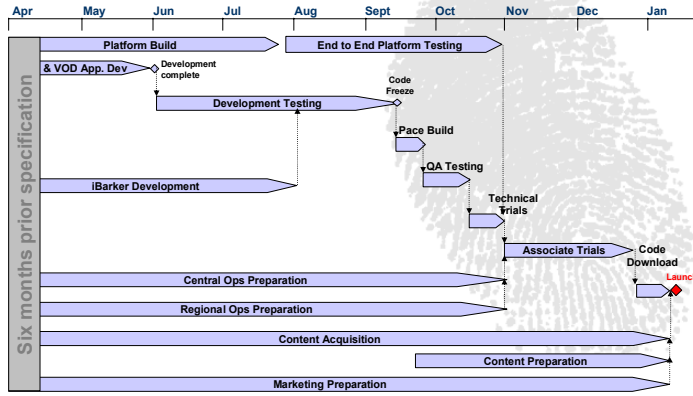 Apr May Jun Jul Aug Sept Oct Nov Dec Jan
Six months prior specification
Platform Build
End to End Platform Testing
& VOD App. Dev
Development
complete
Code
Freeze
Development Testing
Pace Build
QA Testing
iBarker Development
Technical
Trials
Associate Trials
Code
Download
Launc
Central Ops Preparation
Regional Ops Preparation
Content Acquisition
Content Preparation
Marketing Preparation